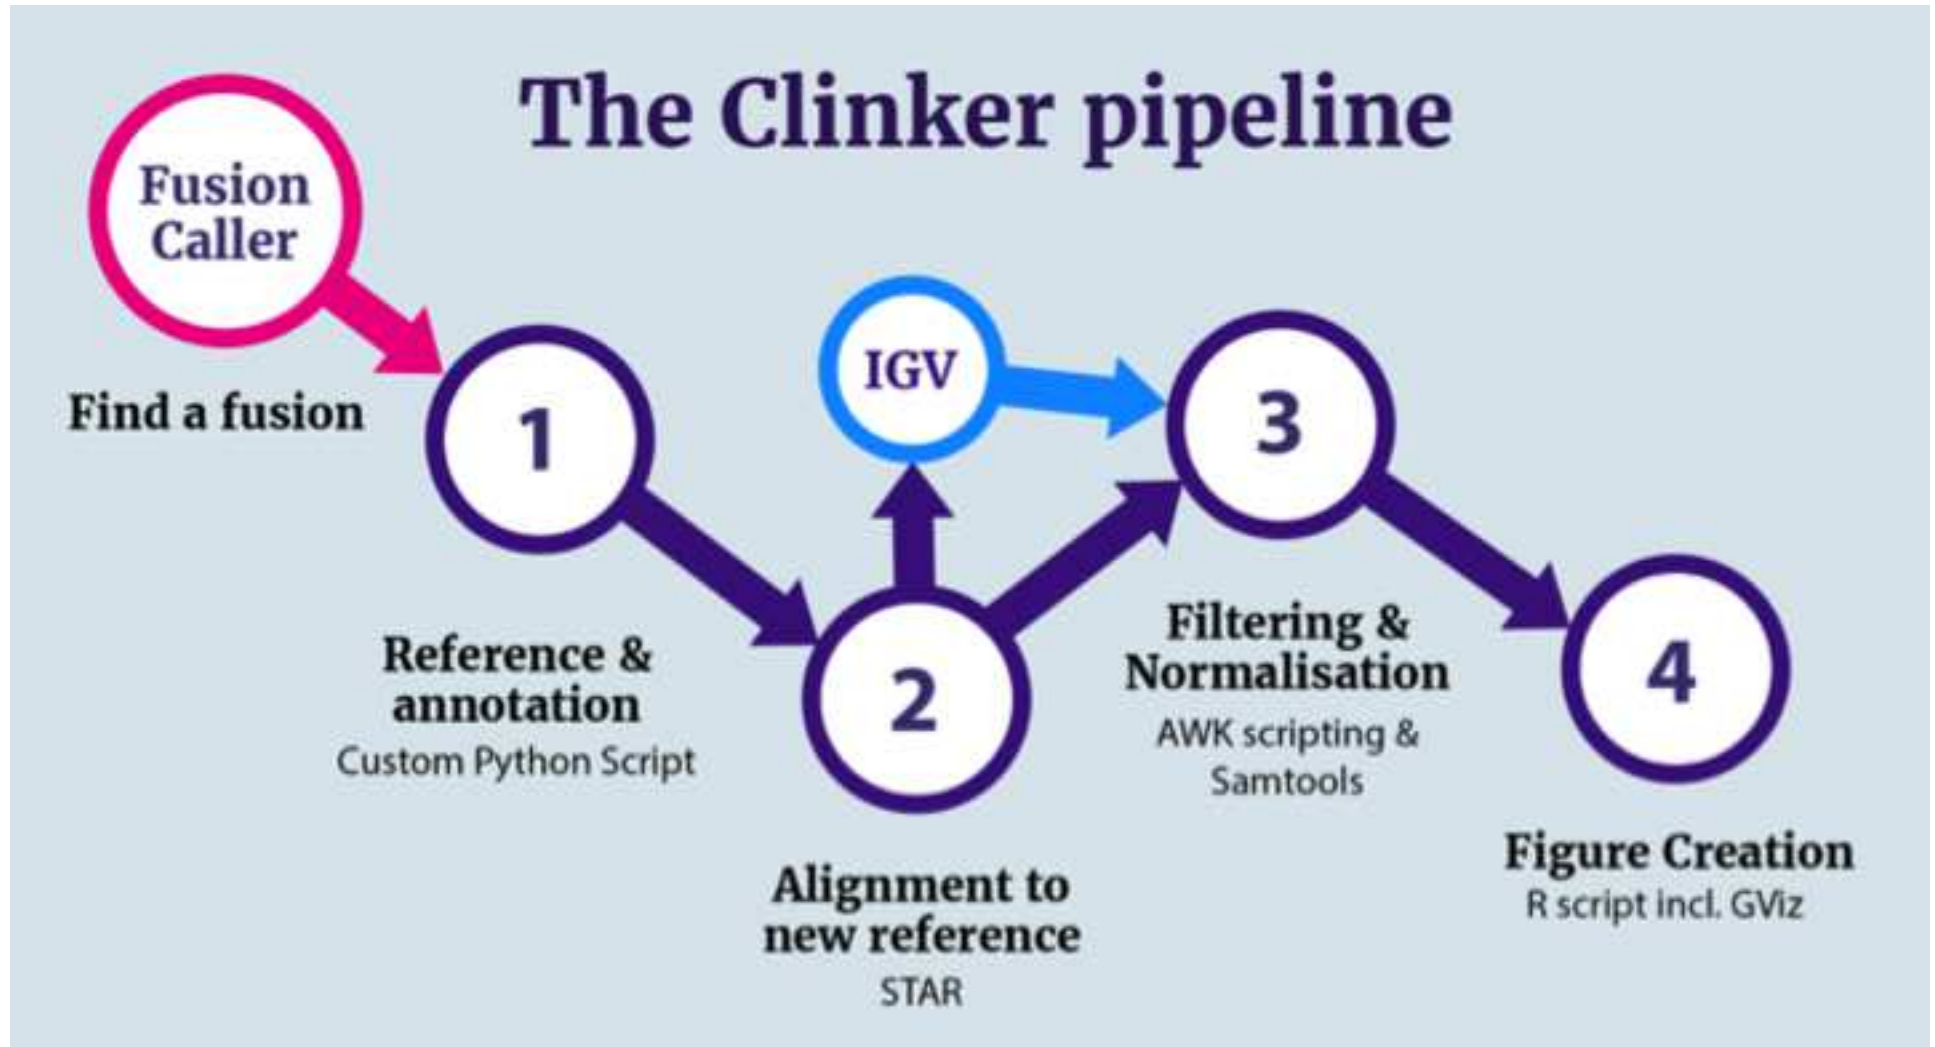 The Clinker pipeline
Fusion
Caller
Find a fusion
1
Reference &
annotation
Custom Python Script
IGV
2
Alignment to
new reference
STAR
3
Filtering &
Normalisation
AWK scripting &
Samtools
4
Figure Creation
R script incl. GViz